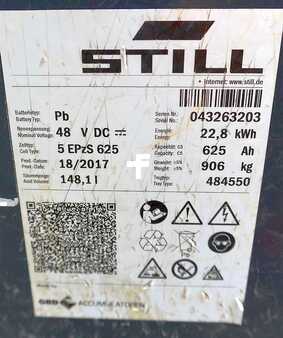 STILL
Internet: www.still.de
Batterietyp: Pb
Battery Typ:
Serien Nr. 043263203
Serial Nr.:
Nennspannung: 48 V DC
Nominal Voltage:
Energie: 22,8 kWh
Energy:
Zelltyp: 5 EPzS 625
Cell Type:
Kapazität C5 625 Ah
Capacity C5
Prod.-Datum 18/2017
Prod.-Date
Gewicht ±5% 906 kg
Weight ±5%
Säuremenge 148,1 l
Acid Volume
Trogtyp: 484550
Tray Type
Pb
GBD ACCUMULATOREN